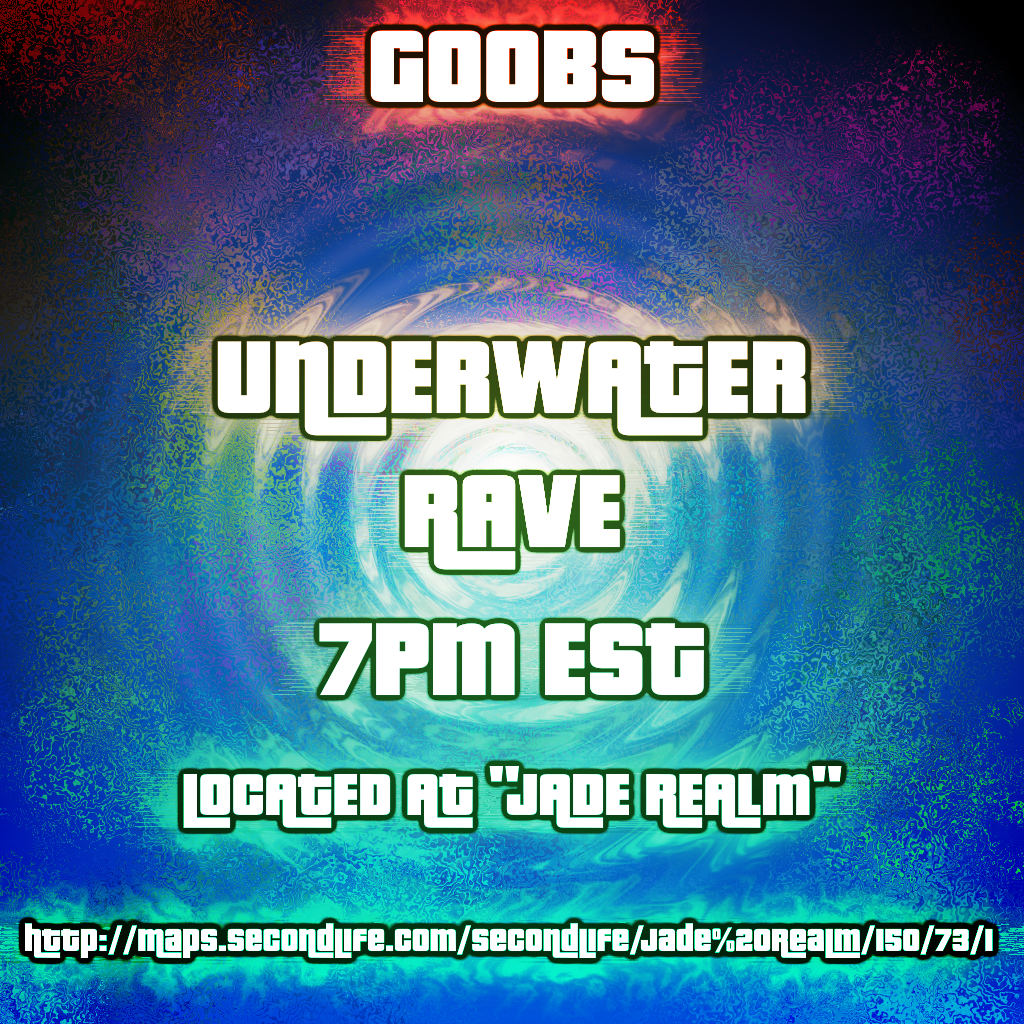 GOOBS
UNDERWATER
RAVE
7PM EST
LOCATED AT "JADE REALM"
http://maps.secondlife.com/secondlife/Jade%20Realm/150/73/1